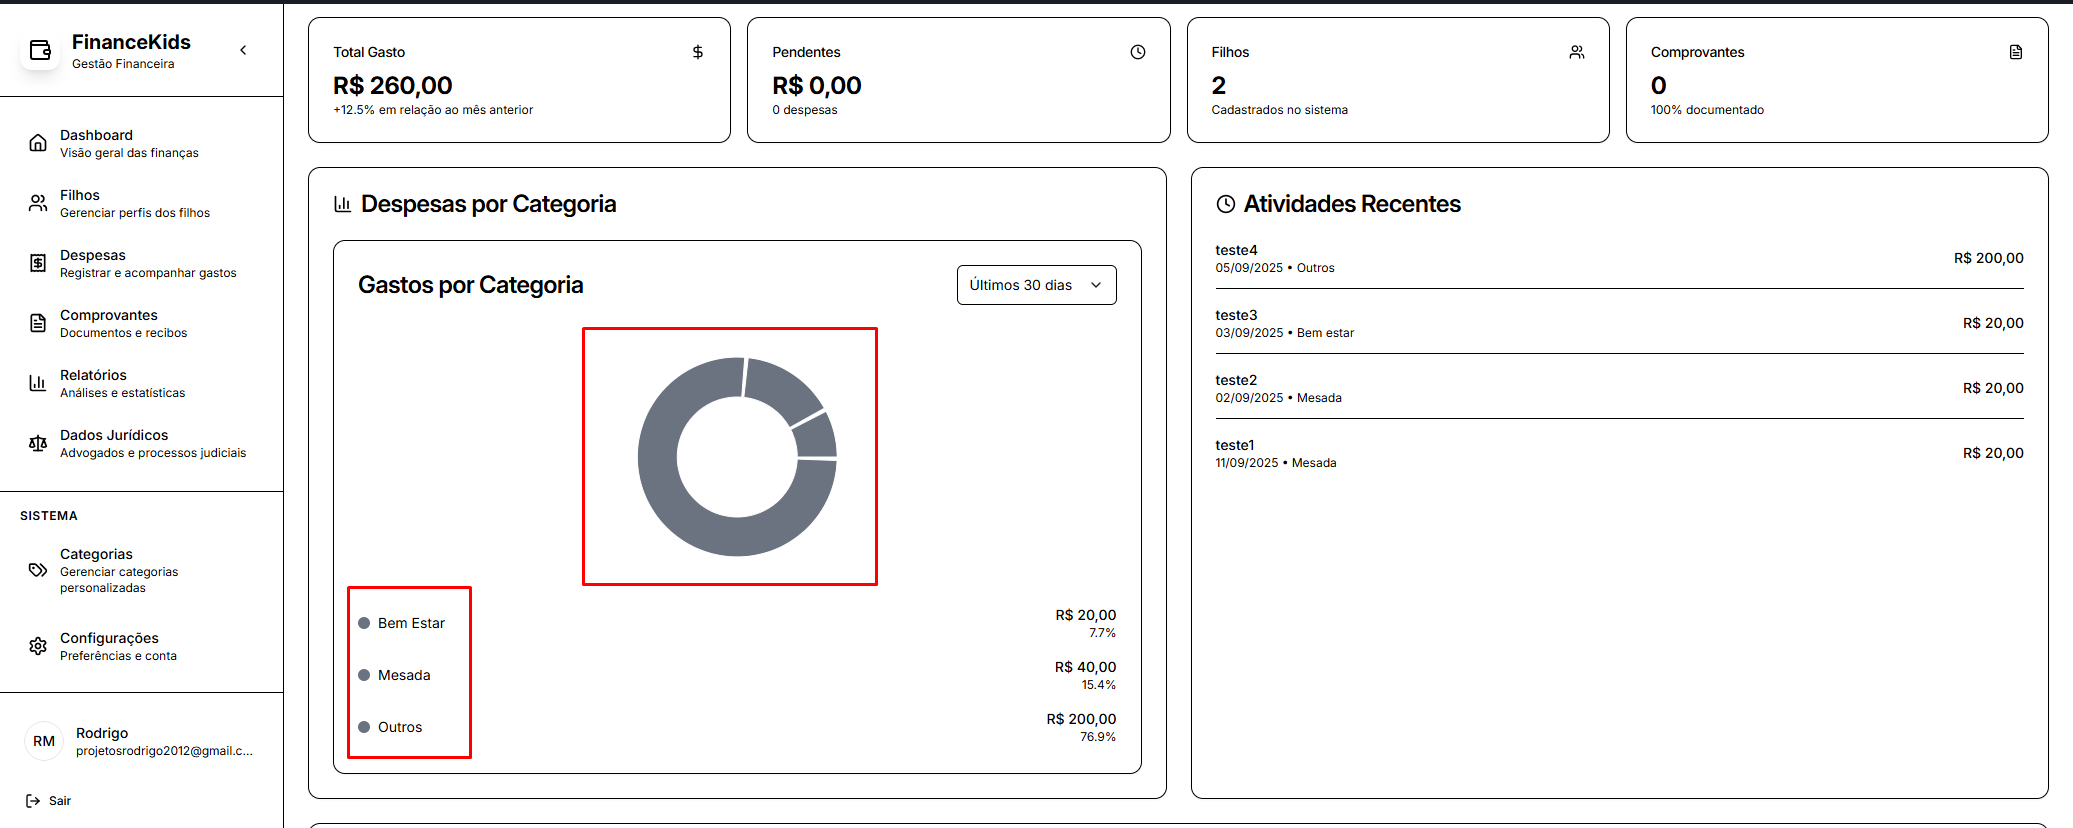 FinanceKids
Gestão Financeira
Dashboard
Visão geral das finanças
Filhos
Gerenciar perfis dos filhos
Despesas
Registrar e acompanhar gastos
Comprovantes
Documentos e recibos
Relatórios
Análises e estatísticas
Dados Jurídicos
Advogados e processos judiciais
SISTEMA
Categorias
Gerenciar categorias
personalizadas
Configurações
Preferências e conta
RM
Rodrigo
projetosrodrigo2012@gmail.c...
Sair
Total Gasto
R$ 260,00
+12.5% em relação ao mês anterior
Pendentes
R$ 0,00
0 despesas
Filhos
2
Cadastrados no sistema
Comprovantes
0
100% documentado
Despesas por Categoria
Gastos por Categoria
Últimos 30 dias
Bem Estar
R$ 20,00
7.7%
Mesada
R$ 40,00
15.4%
Outros
R$ 200,00
76.9%
Atividades Recentes
teste4
05/09/2025 • Outros
R$ 200,00
teste3
03/09/2025 • Bem estar
R$ 20,00
teste2
02/09/2025 • Mesada
R$ 20,00
teste1
11/09/2025 • Mesada
R$ 20,00